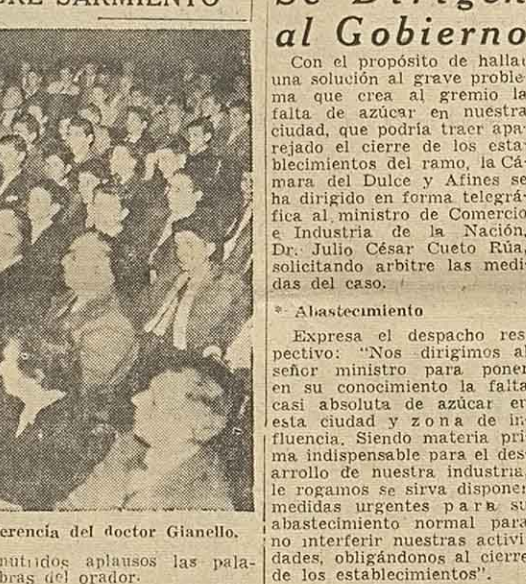 BRE SARMIENTO
erencia del doctor Gianello.
nutridos aplausos las pala-
bras del orador.
Se Dirigen
al Gobierno
Con el propósito de hallar
una solución al grave proble-
ma que crea al gremio la
falta de azúcar en nuestra
ciudad, que podría traer apa-
rejado el cierre de los esta-
blecimientos del ramo, la Cá-
mara del Dulce y Afines se
ha dirigido en forma telegrá-
fica al ministro de Comercio
e Industria de la Nación,
Dr. Julio César Cueto Rúa,
solicitando arbitre las medi-
das del caso.
* Abastecimiento
Expresa el despacho res-
pectivo: "Nos dirigimos al
señor ministro para poner
en su conocimiento la falta
casi absoluta de azúcar en
esta ciudad y zona de in-
fluencia. Siendo materia pri-
ma indispensable para el des-
arrollo de nuestra industria,
le rogamos se sirva disponer
medidas urgentes para su
abastecimiento normal para
no interferir nuestras activi-
dades, obligándonos al cierre
de los establecimientos".